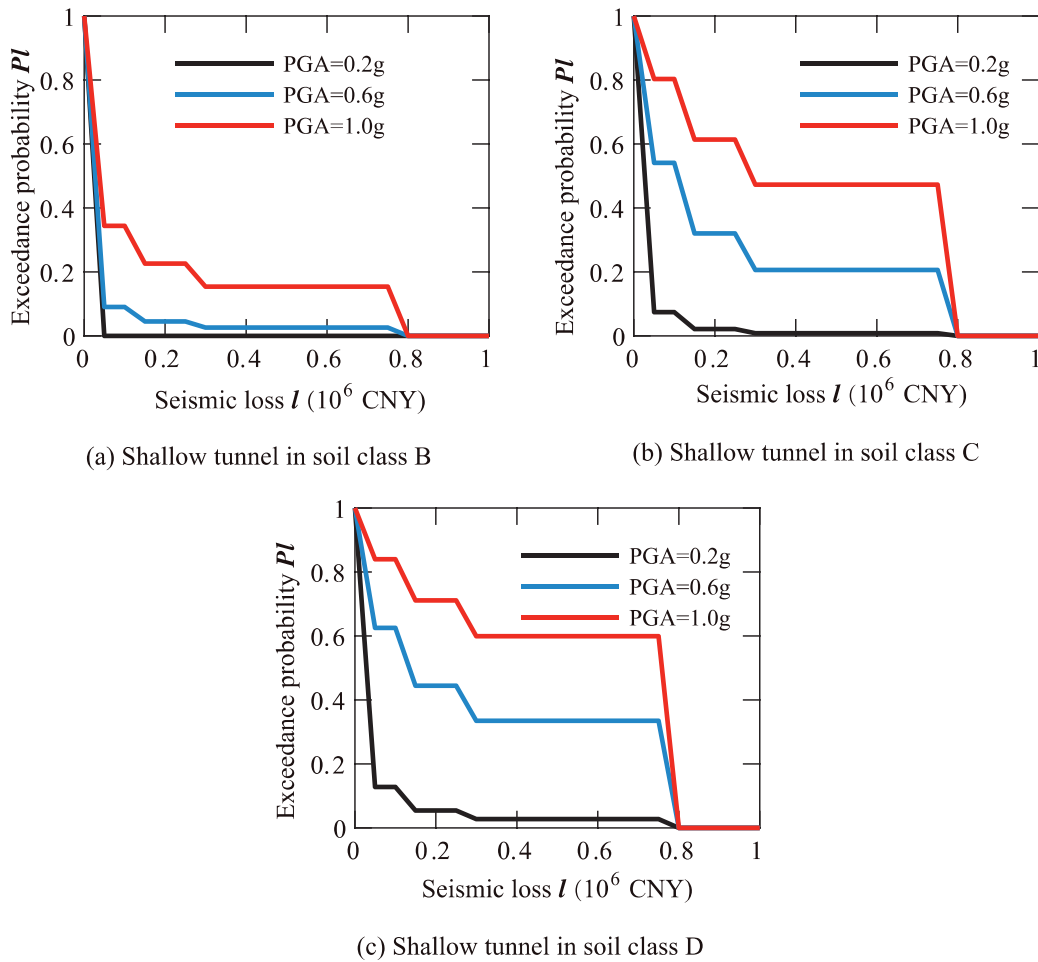 1
0.8
0.6
0.4
0.2
0
Exceedance probability Pl
PGA=0.2g
PGA=0.6g
PGA=1.0g
0 0.2 0.4 0.6 0.8 1
Seismic loss l (10^6 CNY)
(a) Shallow tunnel in soil class B
1
0.8
0.6
0.4
0.2
0
Exceedance probability Pl
PGA=0.2g
PGA=0.6g
PGA=1.0g
0 0.2 0.4 0.6 0.8 1
Seismic loss l (10^6 CNY)
(b) Shallow tunnel in soil class C
1
0.8
0.6
0.4
0.2
0
Exceedance probability Pl
PGA=0.2g
PGA=0.6g
PGA=1.0g
0 0.2 0.4 0.6 0.8 1
Seismic loss l (10^6 CNY)
(c) Shallow tunnel in soil class D